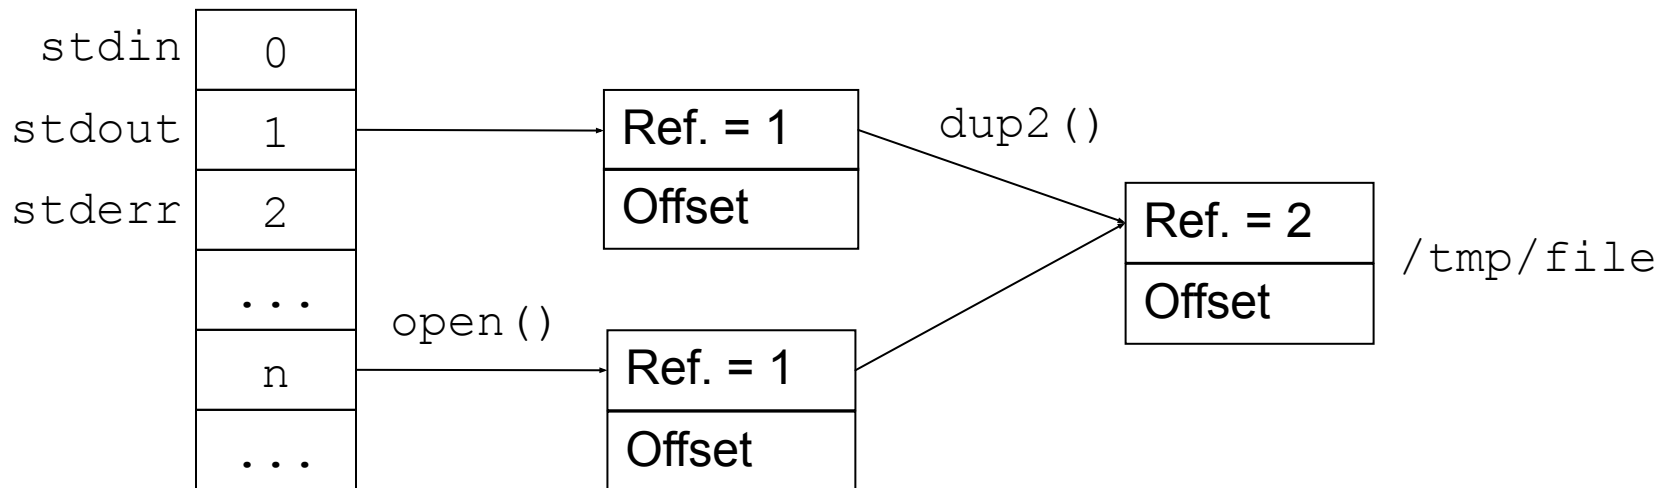 stdin
0
stdout
1
stderr
2
...
n
...
open()
Ref. = 1
Offset
Ref. = 1
Offset
dup2()
Ref. = 2
Offset
/tmp/file